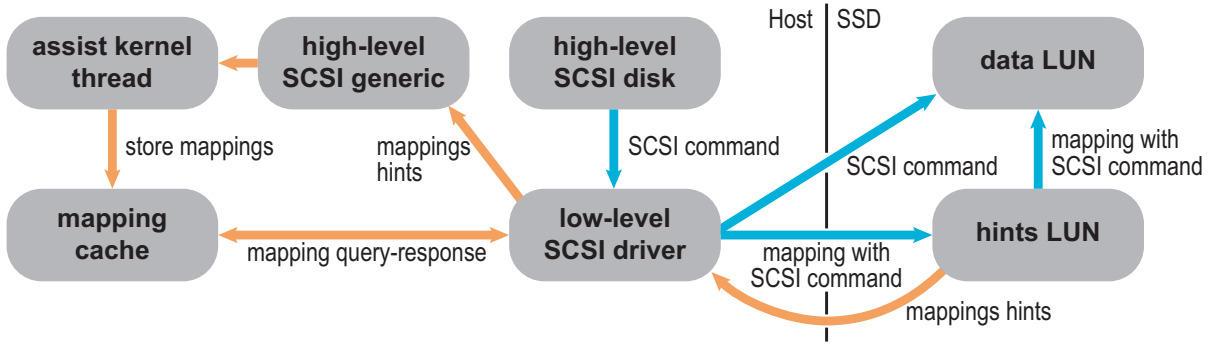 Host SSD
assist kernel
thread
high-level
SCSI generic
high-level
SCSI disk
data LUN
store mappings
mappings
hints
SCSI command
SCSI command
mapping with
SCSI command
mapping
cache
mapping query-response
low-level
SCSI driver
mapping with
SCSI command
hints LUN
mappings hints